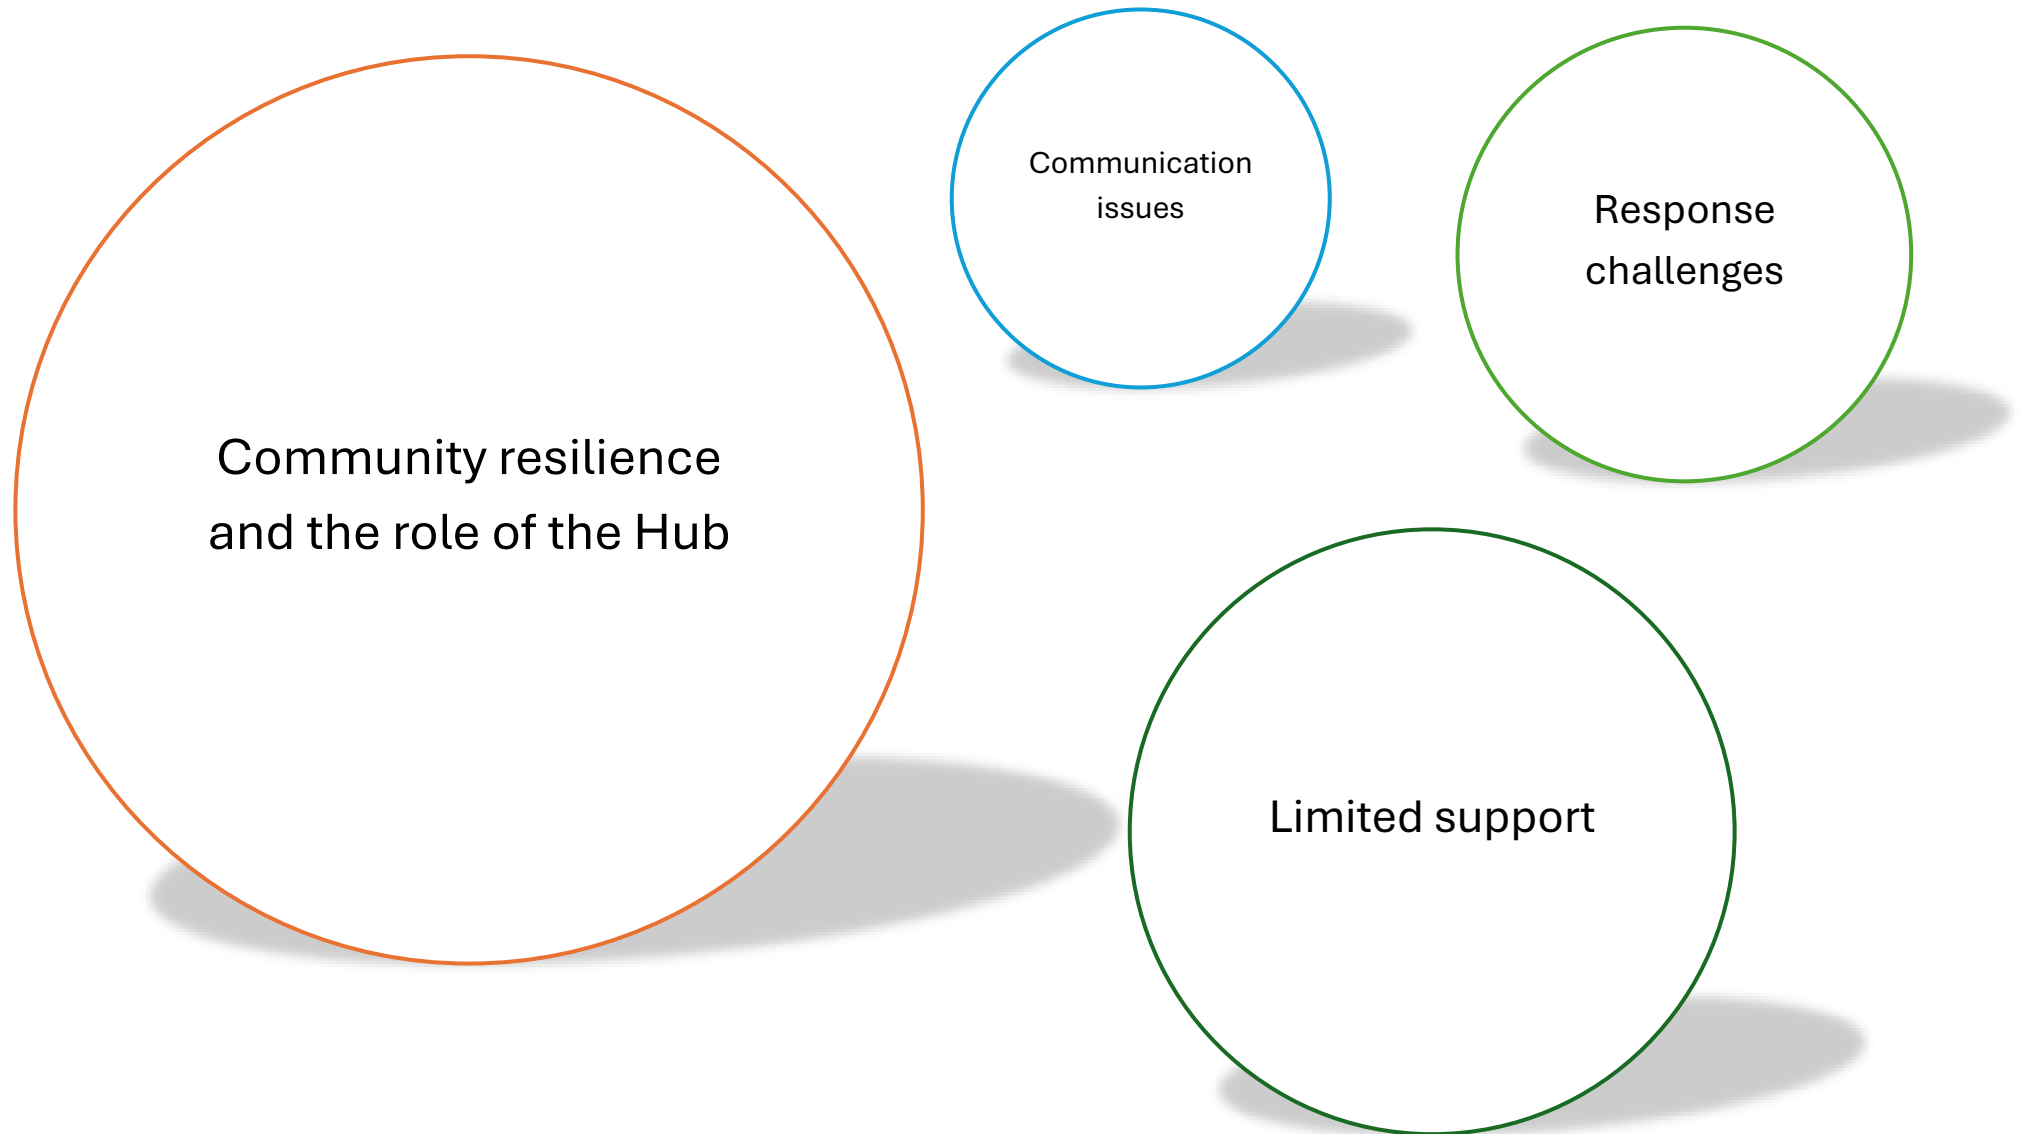 Community resilience
and the role of the Hub
Communication
issues
Response
challenges
Limited support